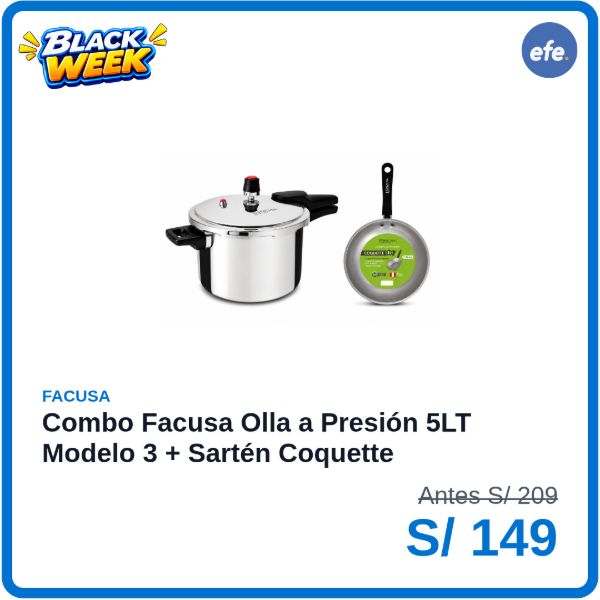 BLACK
WEEK
efe.
FACUSA
Combo Facusa Olla a Presión 5LT
Modelo 3 + Sartén Coquette
Antes S/ 209
S/ 149